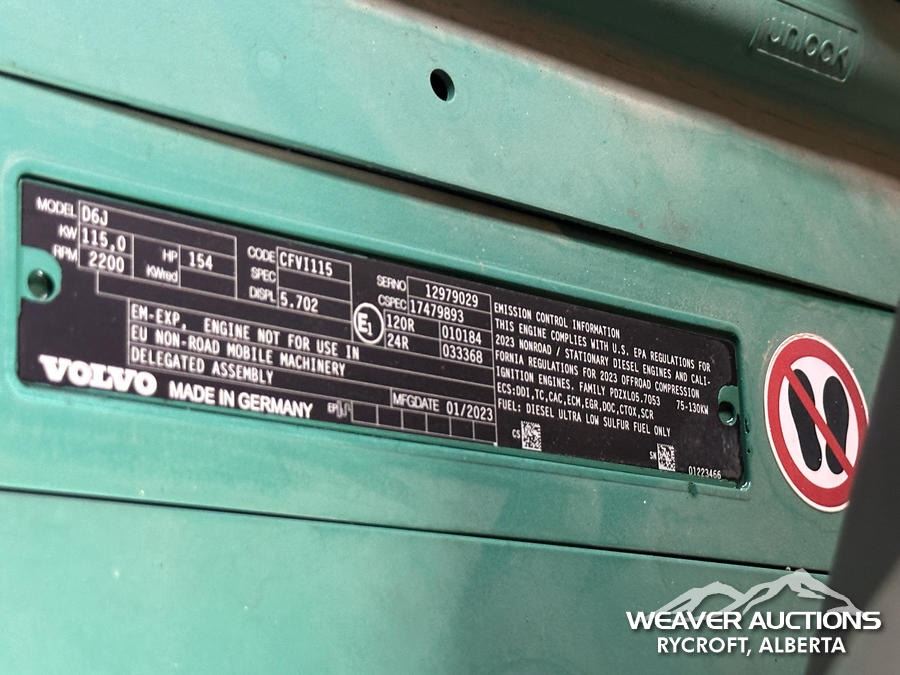 unlock
MODEL D6J
KW 115,0
RPM 2200 HP 154
KWred
CODE CFVI115
SPEC
DISPL 5.702
EM-EXP, ENGINE NOT FOR USE IN
EU NON-ROAD MOBILE MACHINERY
DELEGATED ASSEMBLY
VOLVO MADE IN GERMANY
MFGDATE 01/2023
SERNO 12979029
CSPEC 17479893
E1 120R 010184
24R 033368
EMISSION CONTROL INFORMATION
THIS ENGINE COMPLIES WITH U.S. EPA REGULATIONS FOR
2023 NONROAD / STATIONARY DIESEL ENGINES AND CALI-
FORNIA REGULATIONS FOR 2023 OFFROAD COMPRESSION
IGNITION ENGINES. FAMILY PDZXL05.7053 75-130KW
ECS:DDI,TC,CAC,ECM,EGR,DOC,CTOX,SCR
FUEL: DIESEL ULTRA LOW SULFUR FUEL ONLY
CS
SN
01223466
WEAVER AUCTIONS
RYCROFT, ALBERTA